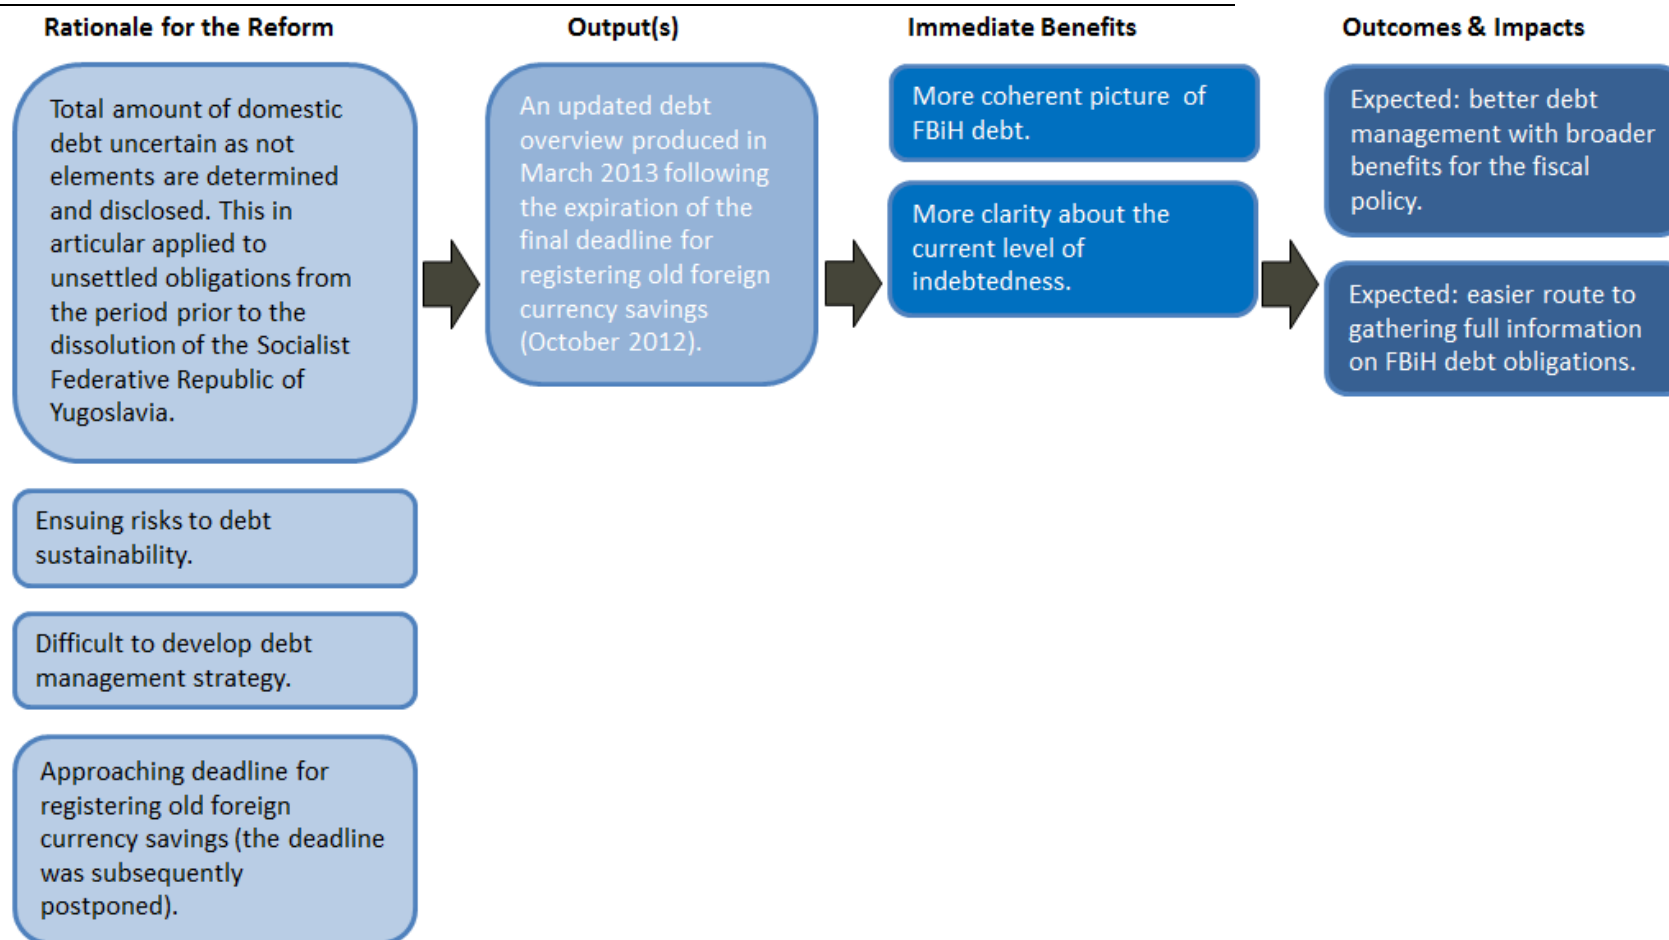 Rationale for the Reform
Total amount of domestic
debt uncertain as not
elements are determined
and disclosed. This in
articular applied to
unsettled obligations from
the period prior to the
dissolution of the Socialist
Federative Republic of
Yugoslavia.
Ensuing risks to debt
sustainability.
Difficult to develop debt
management strategy.
Approaching deadline for
registering old foreign
currency savings (the deadline
was subsequently
postponed).
Output(s)
An updated debt
overview produced in
March 2013 following
the expiration of the
final deadline for
registering old foreign
currency savings
(October 2012).
Immediate Benefits
More coherent picture of
FBiH debt.
More clarity about the
current level of
indebtedness.
Outcomes & Impacts
Expected: better debt
management with broader
benefits for the fiscal
policy.
Expected: easier route to
gathering full information
on FBiH debt obligations.